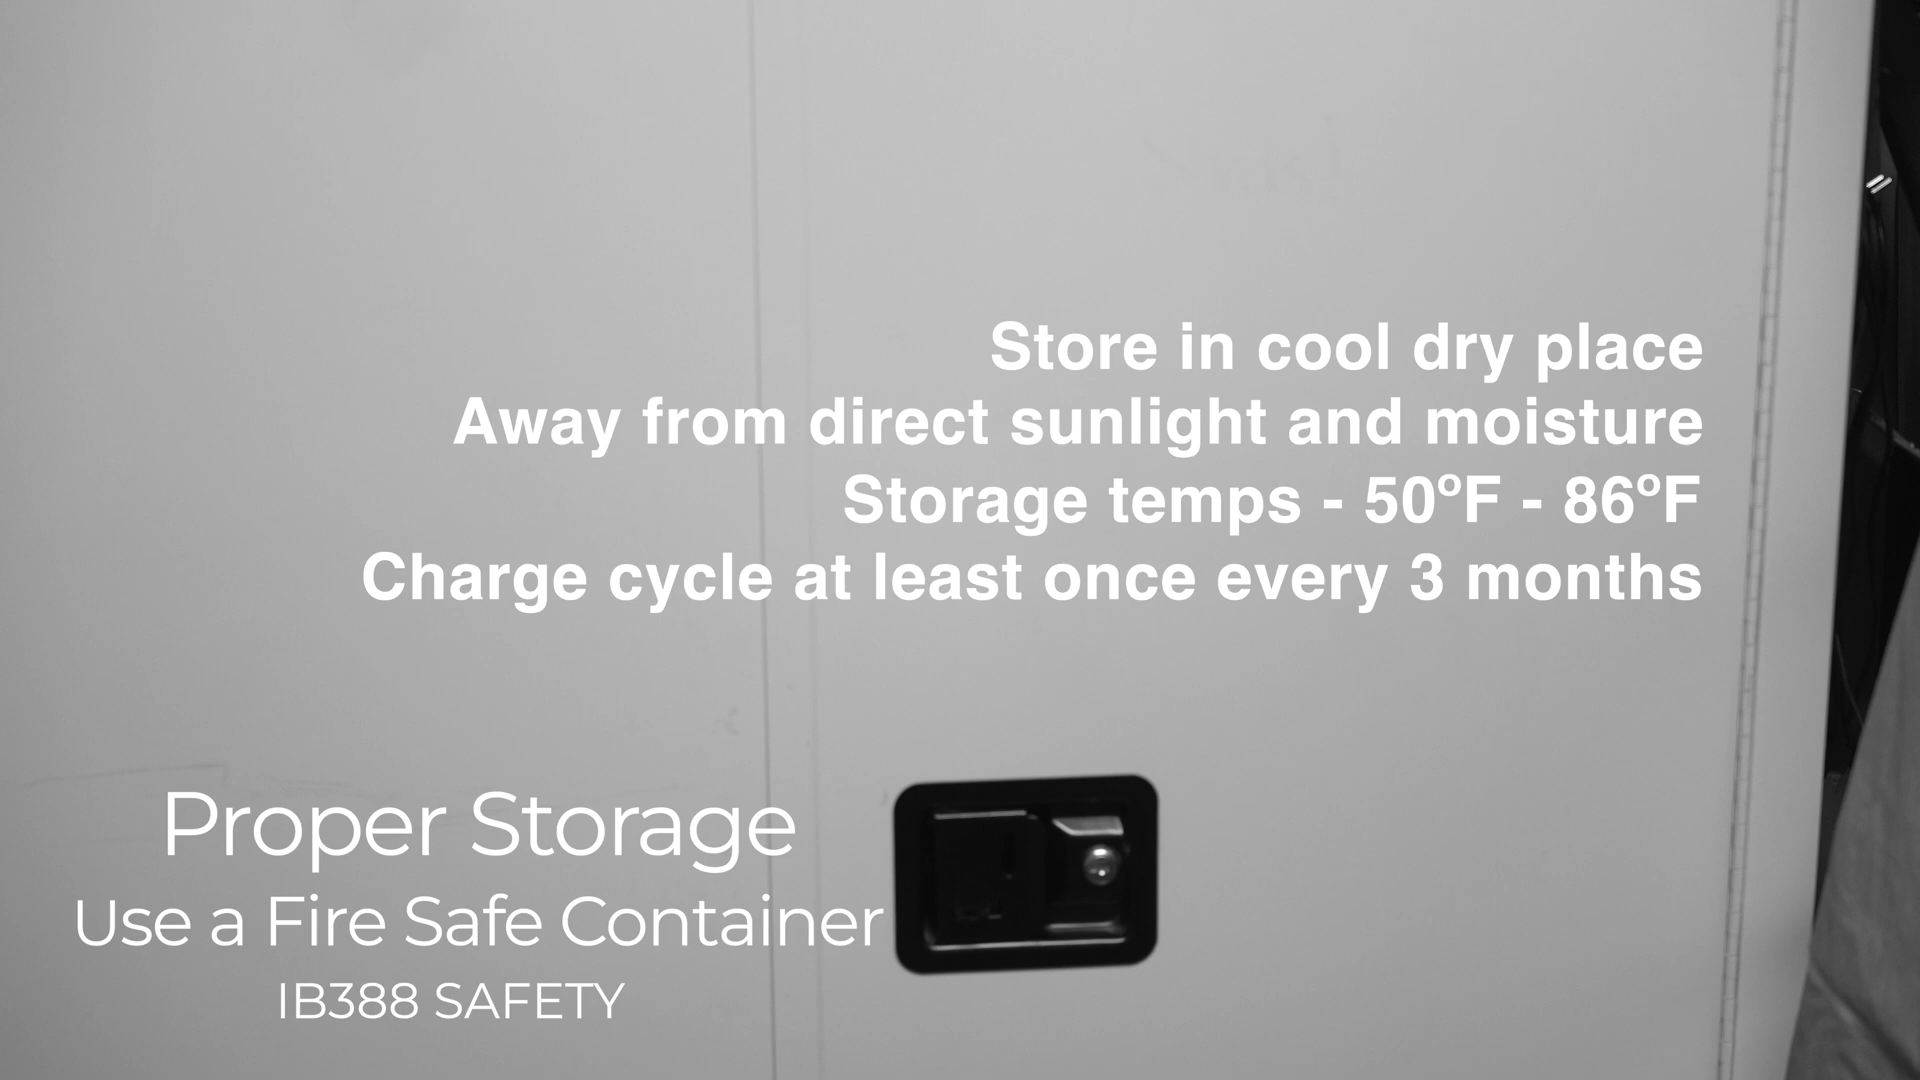 Store in cool dry place
Away from direct sunlight and moisture
Storage temps - 50ºF - 86ºF
Charge cycle at least once every 3 months
Proper Storage
Use a Fire Safe Container
IB388 SAFETY